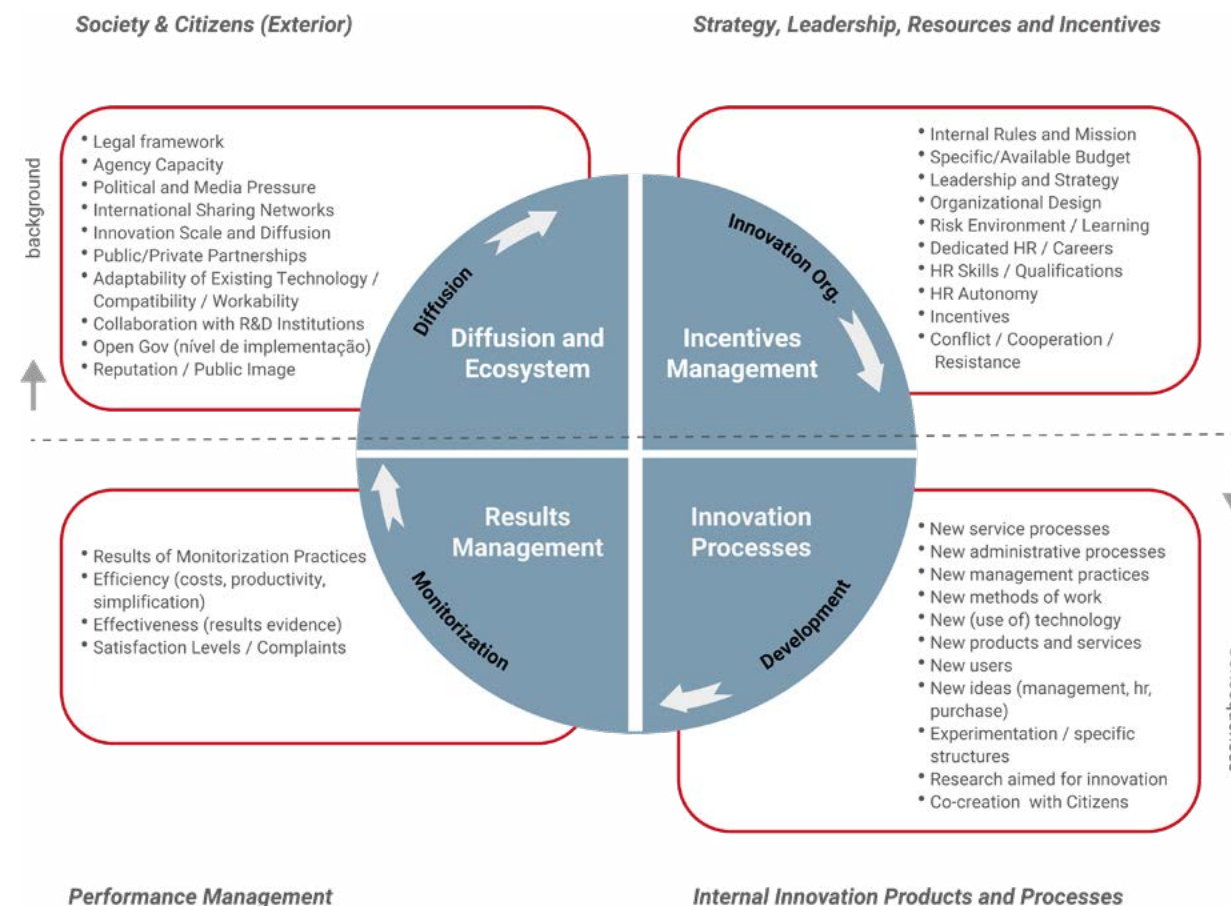 Society & Citizens (Exterior)
Strategy, Leadership, Resources and Incentives
background
• Legal framework
• Agency Capacity
• Political and Media Pressure
• International Sharing Networks
• Innovation Scale and Diffusion
• Public/Private Partnerships
• Adaptability of Existing Technology /
Compatibility / Workability
• Collaboration with R&D Institutions
• Open Gov (nível de implementação)
• Reputation / Public Image
• Internal Rules and Mission
• Specific/Available Budget
• Leadership and Strategy
• Organizational Design
• Risk Environment / Learning
• Dedicated HR / Careers
• HR Skills / Qualifications
• HR Autonomy
• Incentives
• Conflict / Cooperation /
Resistance
Diffusion
Innovation Org.
Diffusion and
Ecosystem
Incentives
Management
Results
Management
Innovation
Processes
Monitorization
Development
• Results of Monitorization Practices
• Efficiency (costs, productivity,
simplification)
• Effectiveness (results evidence)
• Satisfaction Levels / Complaints
• New service processes
• New administrative processes
• New management practices
• New methods of work
• New (use of) technology
• New products and services
• New users
• New ideas (management, hr,
purchase)
• Experimentation / specific
structures
• Research aimed for innovation
• Co-creation with Citizens
Performance Management
Internal Innovation Products and Processes